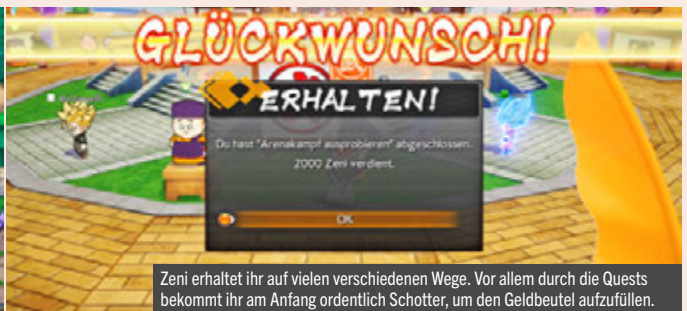 GLÜCKWUNSCH!
ERHALTEN!
Du hast "Arenakampf ausprobieren" abgeschlossen.
2000 Zeni verdient.
OK
Zeni erhaltet ihr auf vielen verschiedenen Wege. Vor allem durch die Quests
bekommt ihr am Anfang ordentlich Schotter, um den Geldbeutel aufzufüllen.